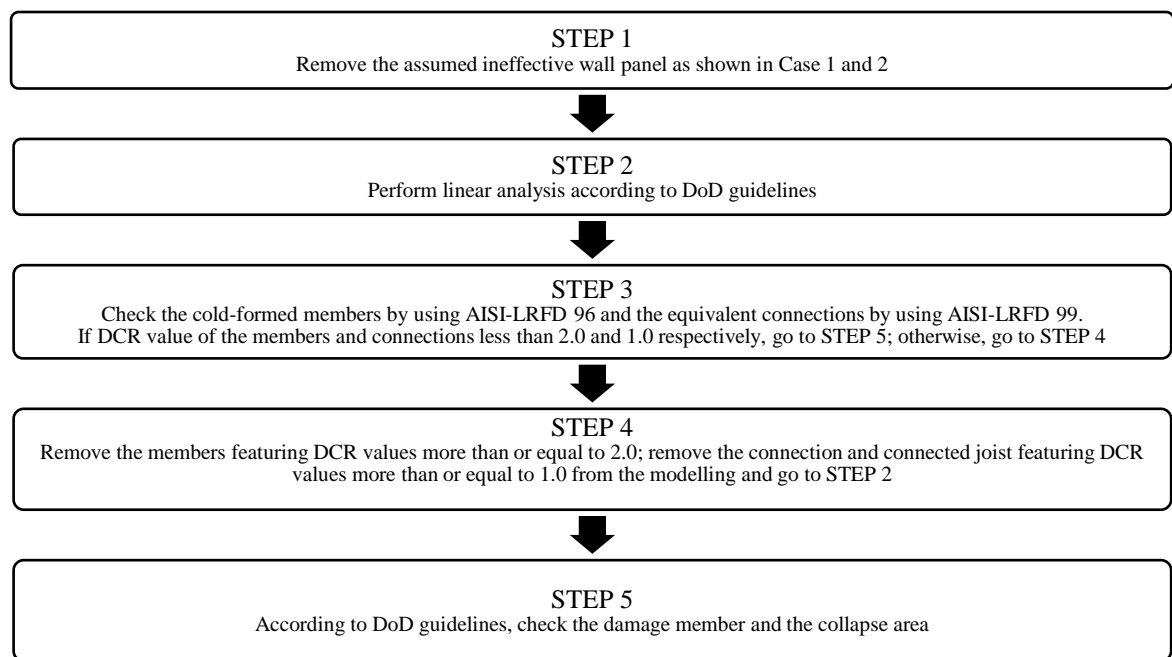 STEP 1
Remove the assumed ineffective wall panel as shown in Case 1 and 2
STEP 2
Perform linear analysis according to DoD guidelines
STEP 3
Check the cold-formed members by using AISI-LRFD 96 and the equivalent connections by using AISI-LRFD 99.
If DCR value of the members and connections less than 2.0 and 1.0 respectively, go to STEP 5; otherwise, go to STEP 4
STEP 4
Remove the members featuring DCR values more than or equal to 2.0; remove the connection and connected joist featuring DCR
values more than or equal to 1.0 from the modelling and go to STEP 2
STEP 5
According to DoD guidelines, check the damage member and the collapse area